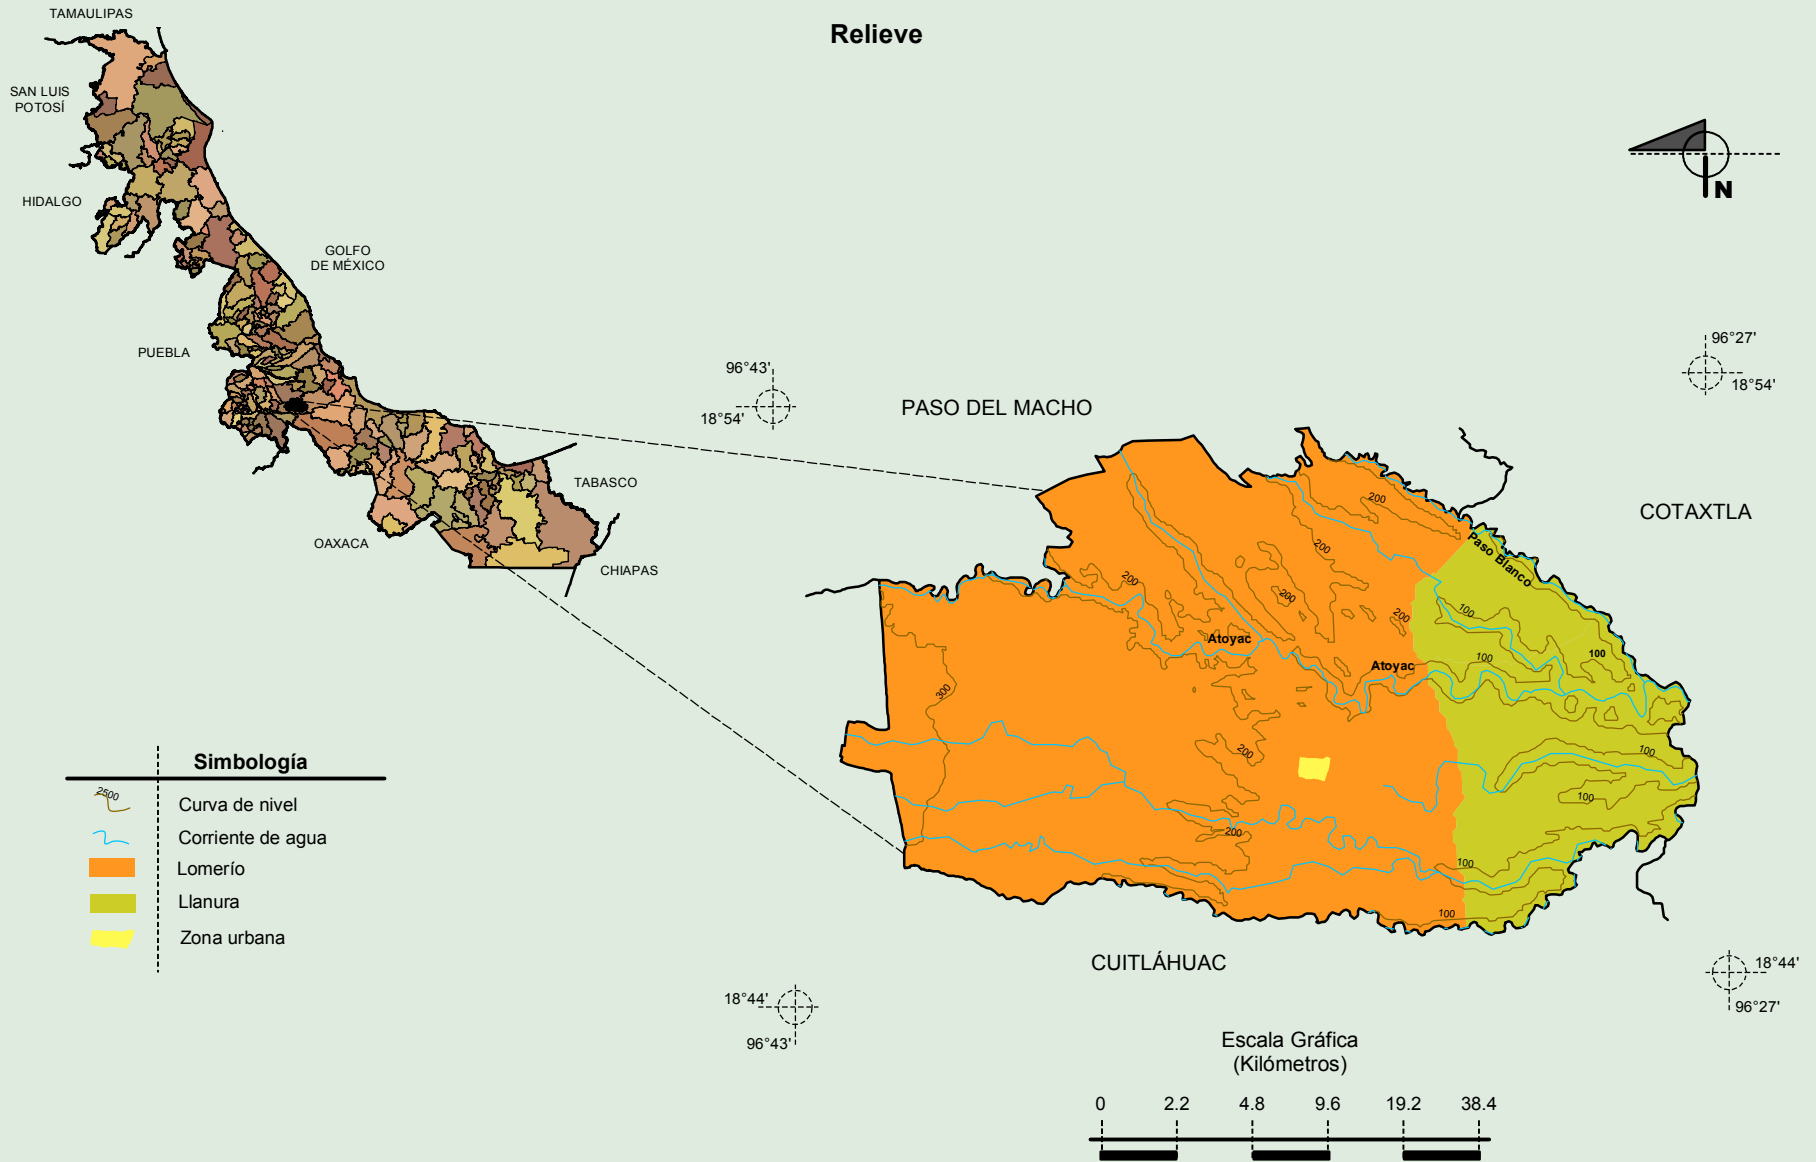 Relieve
TAMAULIPAS
SAN LUIS
POTOSÍ
HIDALGO
GOLFO
DE MÉXICO
PUEBLA
TABASCO
OAXACA
CHIAPAS
N
96°43'
18°54'
96°27'
18°54'
PASO DEL MACHO
COTAXTLA
CUITLÁHUAC
200
200
Paso Blanco
200
200
200
100
Atoyac
Atoyac
100
100
300
200
100
100
200
100
100
18°44'
96°43'
18°44'
96°27'
Simbología
2500
Curva de nivel
Corriente de agua
Lomerío
Llanura
Zona urbana
Escala Gráfica
(Kilómetros)
0 2.2 4.8 9.6 19.2 38.4